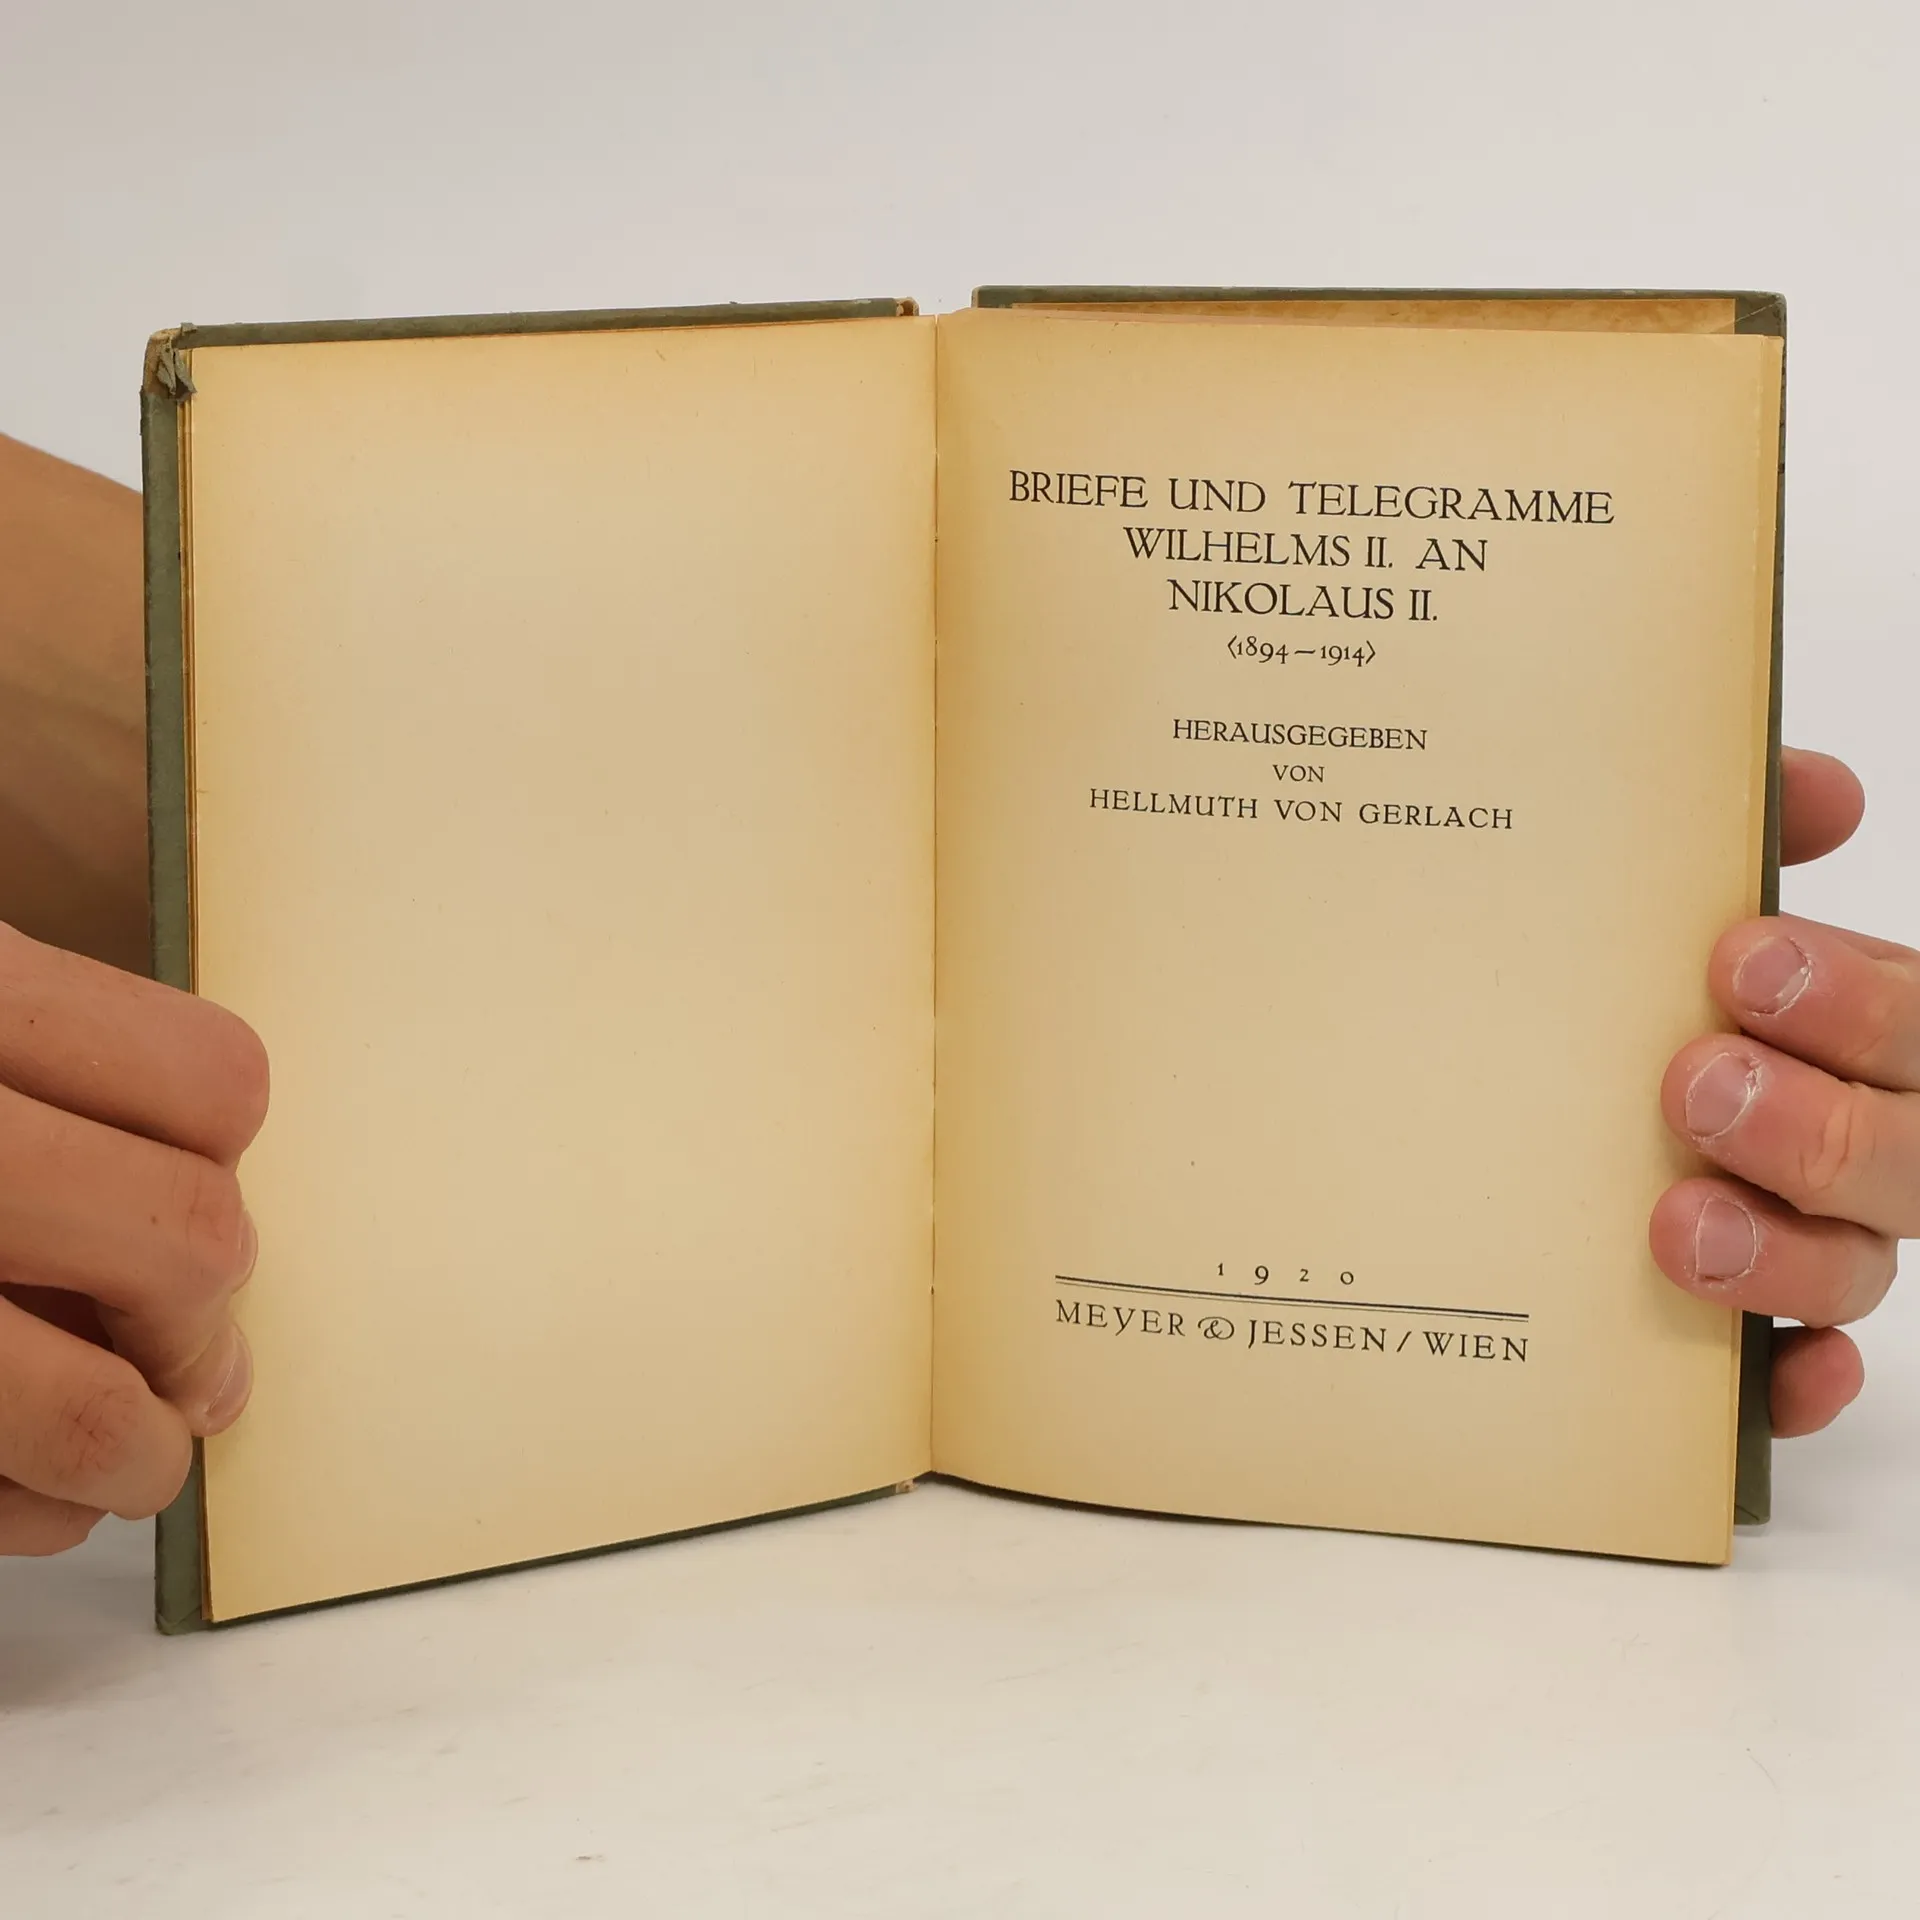 BRIEFE UND TELEGRAMME
WILHELMS II. AN
NIKOLAUS II.
⟨1894—1914⟩
HERAUSGEGEBEN
VON
HELLMUTH VON GERLACH
1920
MEYER & JESSEN / WIEN